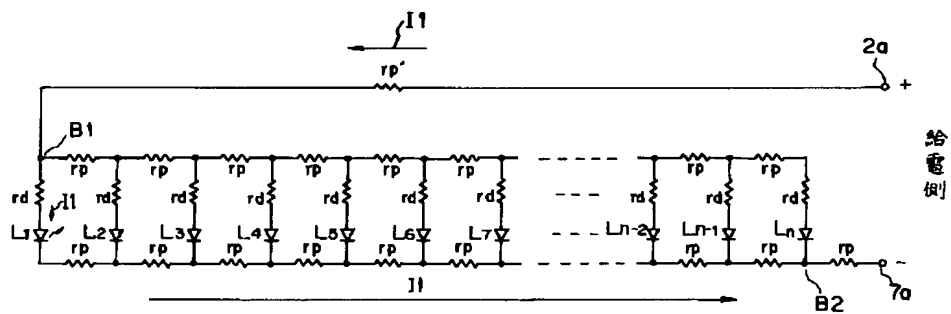 I1
rp'
2a
+
B1
rp rp rp rp rp rp rp rp
給電側
rd rd rd rd rd rd rd rd rd rd
I1
L1 L2 L3 L4 L5 L6 L7 Ln-2 Ln-1 Ln
rp rp rp rp rp rp rp rp rp
-
I1
B2
7a